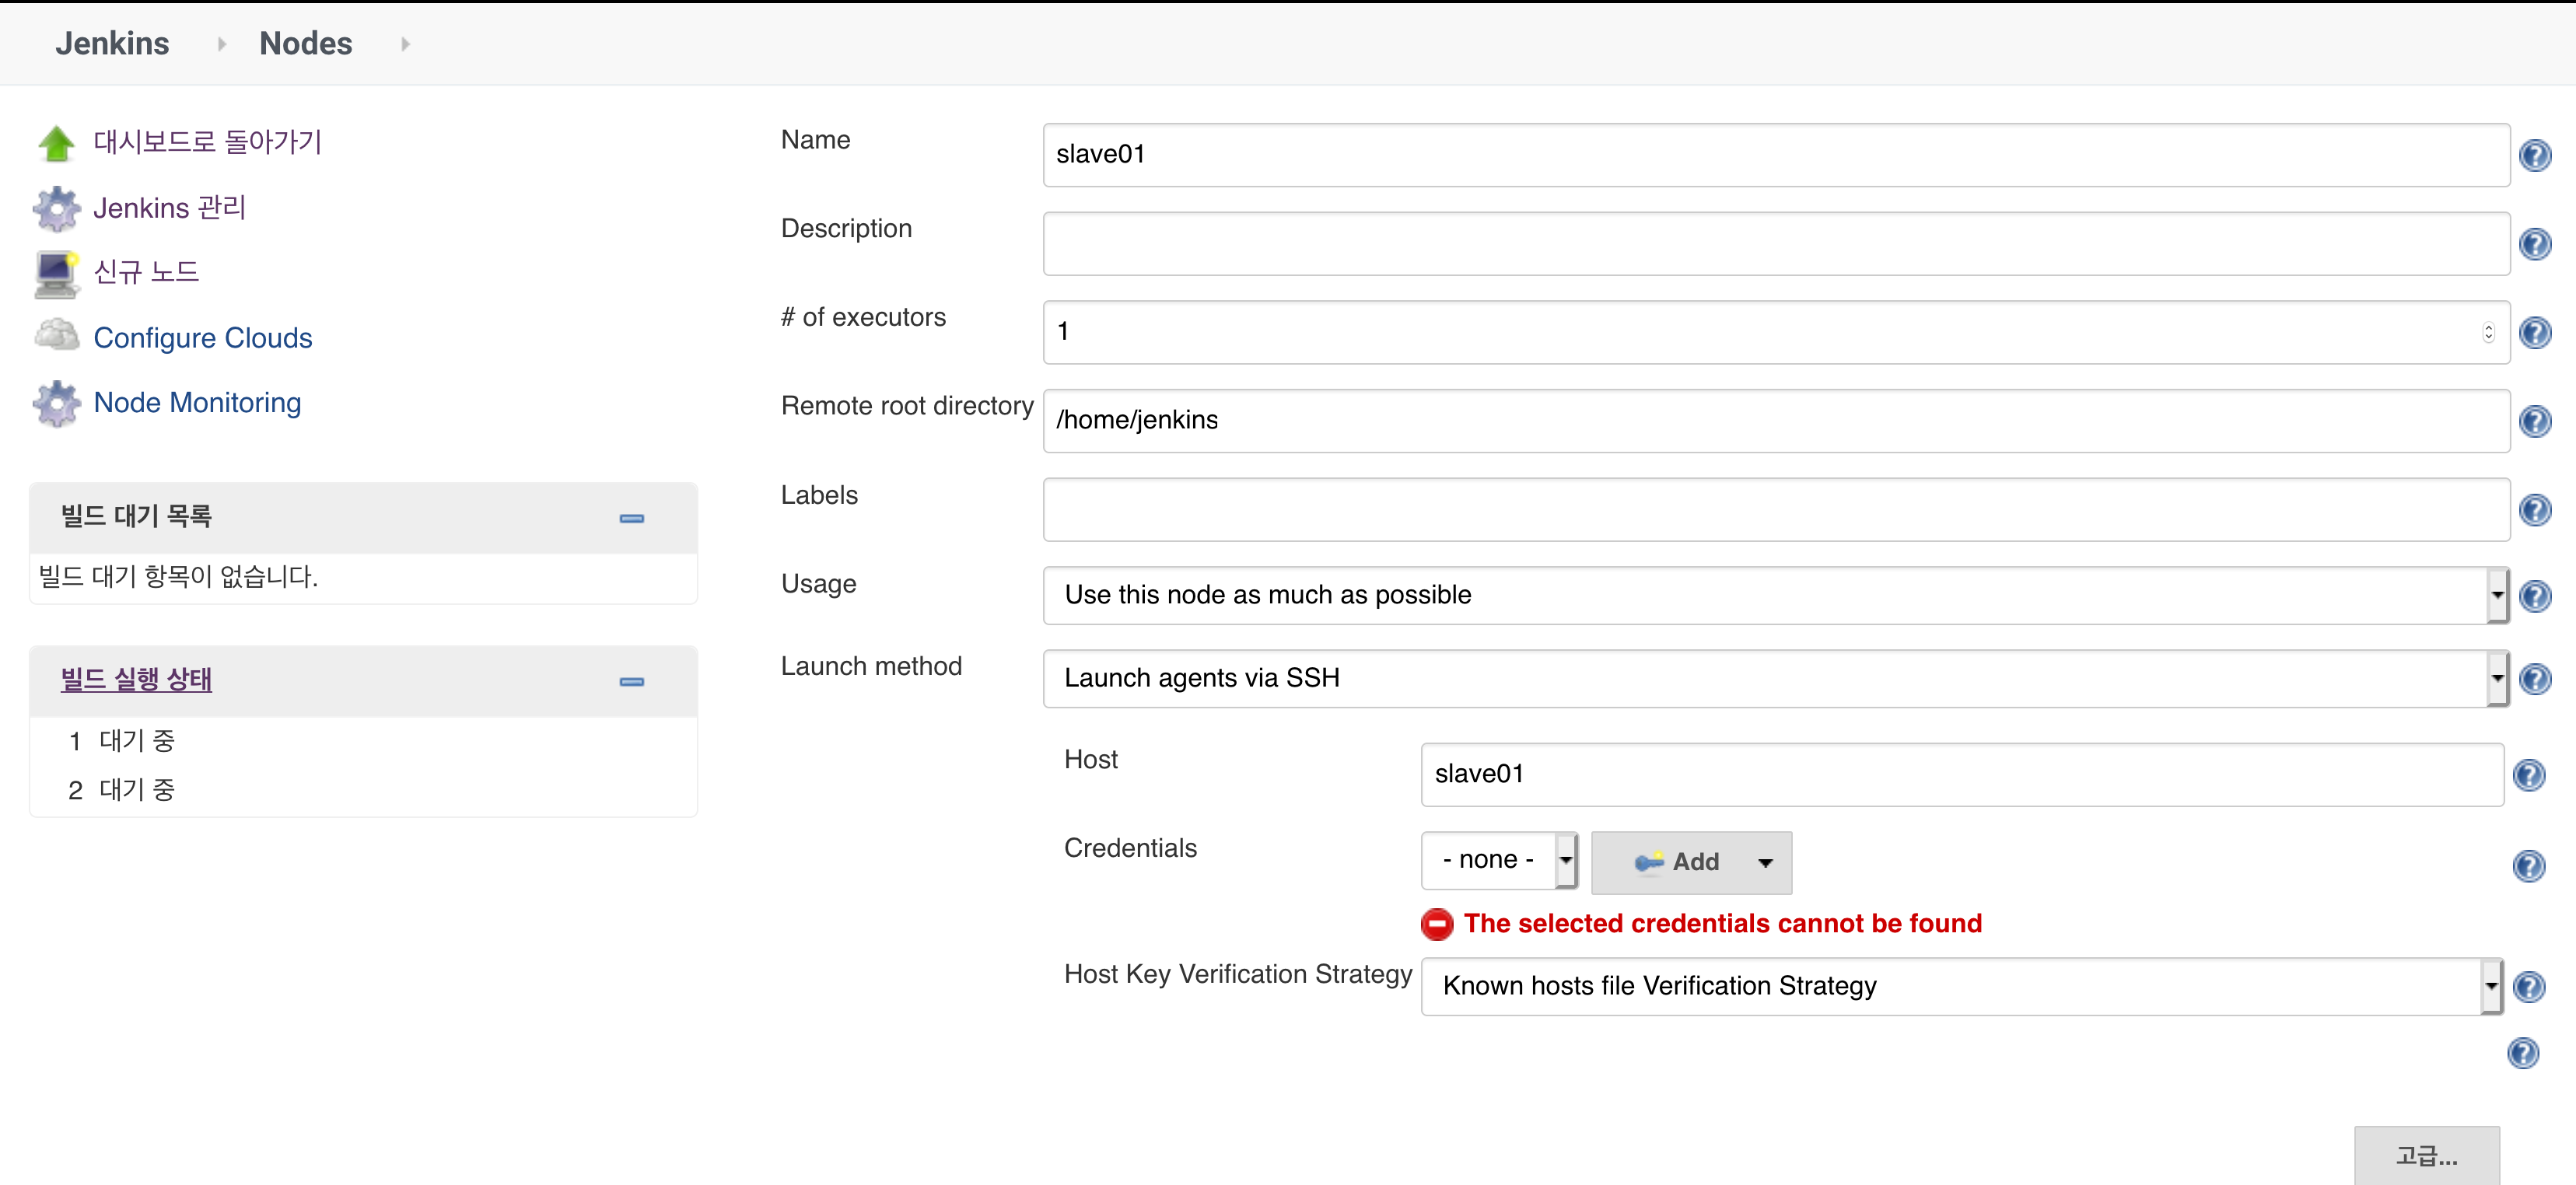 Jenkins Nodes
대시보드로 돌아가기
Jenkins 관리
신규 노드
Configure Clouds
Node Monitoring
빌드 대기 목록
빌드 대기 항목이 없습니다.
빌드 실행 상태
1 대기 중
2 대기 중
Name slave01
Description
# of executors 1
Remote root directory /home/jenkins
Labels
Usage Use this node as much as possible
Launch method Launch agents via SSH
Host slave01
Credentials - none - Add
The selected credentials cannot be found
Host Key Verification Strategy Known hosts file Verification Strategy
고급...